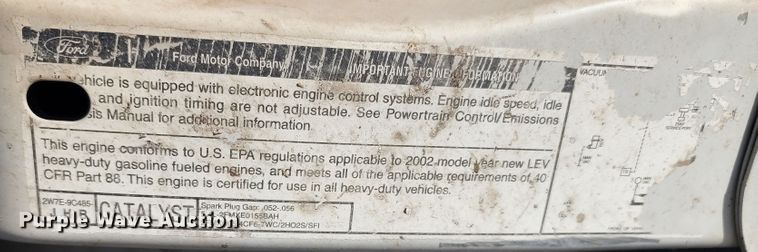 Ford
Ford Motor Company
IMPORTANT ENGINE INFORMATION
VACUUM
vehicle is equipped with electronic engine control systems. Engine idle speed, idle
and ignition timing are not adjustable. See Powertrain Control/Emissions
Manual for additional information.
This engine conforms to U.S. EPA regulations applicable to 2002 model year new LEV
heavy-duty gasoline fueled engines, and meets all of the applicable requirements of 40
CFR Part 86. This engine is certified for use in all heavy-duty vehicles.
2W7E-9C485-
CATALYST
Spark Plug Gap: .052-.056
Purple Wave Auction